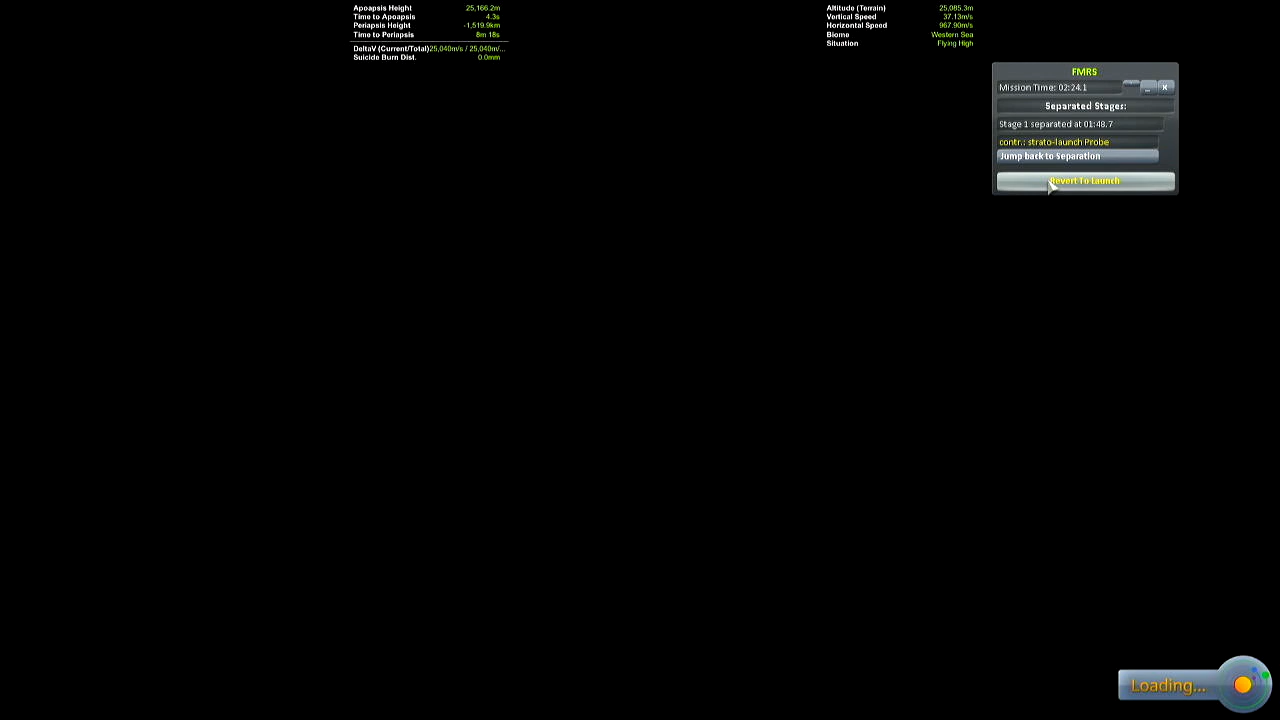 Apoapsis Height 25,166.2m
Time to Apoapsis 4.3s
Periapsis Height -1,519.9km
Time to Periapsis 8m 18s
DeltaV (Current/Total) 25,040m/s / 25,040m/...
Suicide Burn Dist. 0.0mm
Altitude (Terrain) 25,085.3m
Vertical Speed 37.13m/s
Horizontal Speed 967.90m/s
Biome Western Sea
Situation Flying High
FMRS
Mission Time: 02:24.1 _ x
Separated Stages:
Stage 1 separated at 01:48.7
contr.: strato-launch Probe
Jump back to Separation
Revert To Launch
Loading...